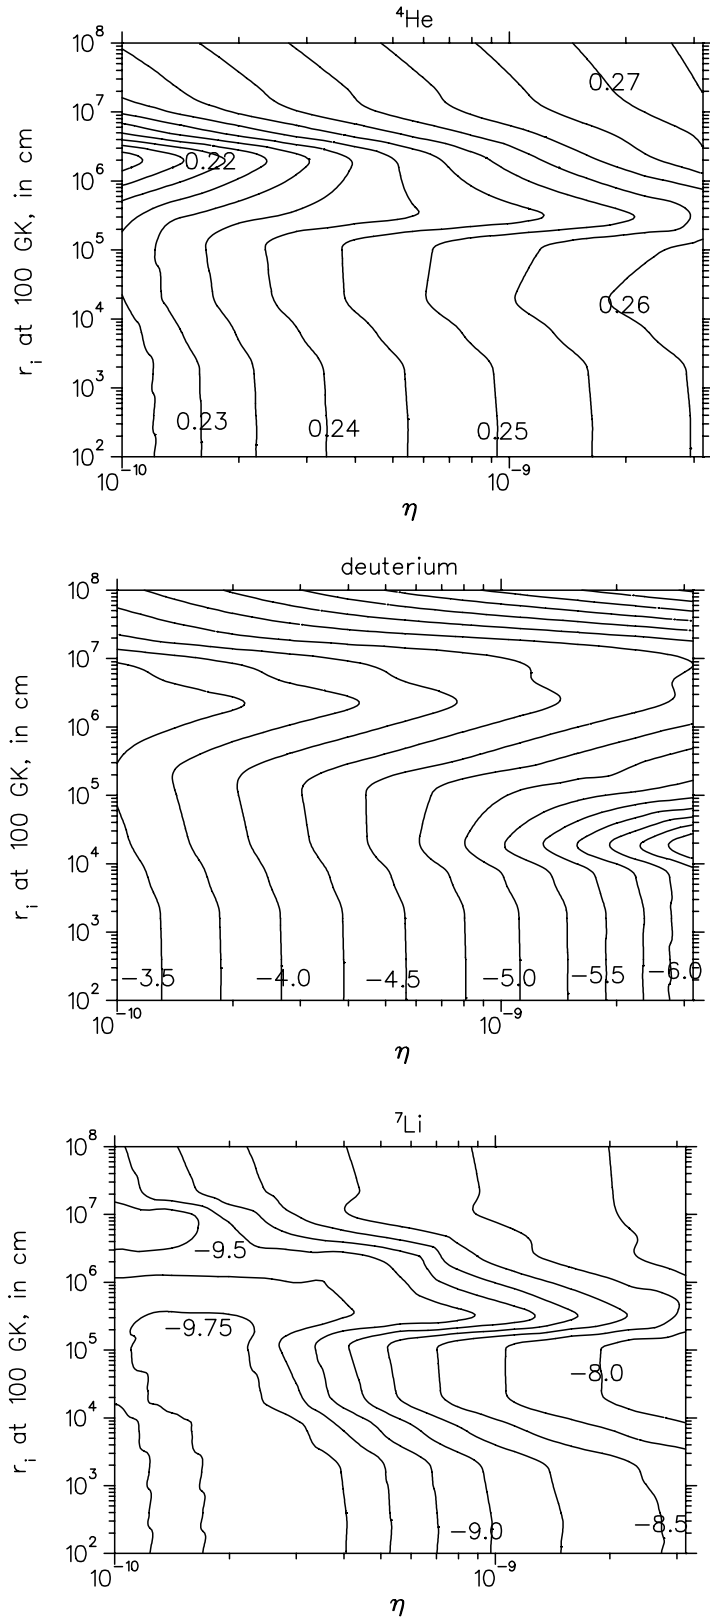 ⁴He
10⁸
0.27
10⁷
0.22
10⁶
10⁵
0.26
10⁴
10³
0.23 0.24 0.25
10²
10⁻¹⁰ 10⁻⁹
η
rᵢ at 100 GK, in cm
deuterium
10⁸
10⁷
10⁶
10⁵
10⁴
10³
−3.5 −4.0 −4.5 −5.0 −5.5 −6.0
10²
10⁻¹⁰ 10⁻⁹
η
rᵢ at 100 GK, in cm
⁷Li
10⁸
10⁷
−9.5
10⁶
−9.75
10⁵
−8.0
10⁴
10³
−9.0 −8.5
10²
10⁻¹⁰ 10⁻⁹
η
rᵢ at 100 GK, in cm